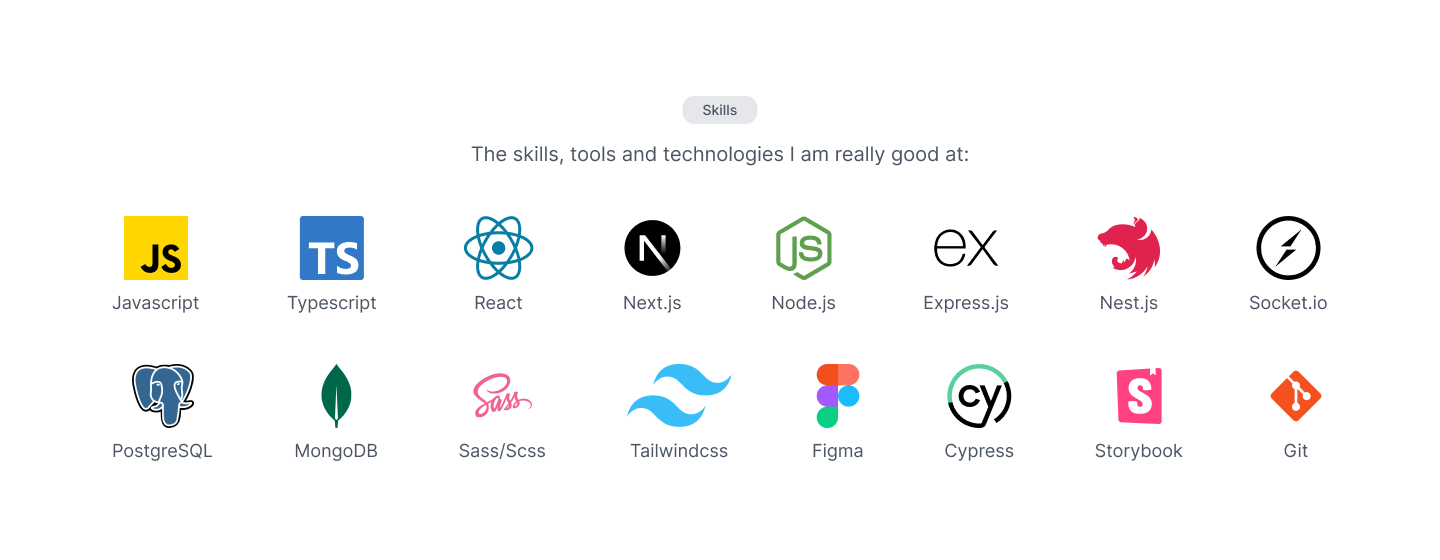 Skills
The skills, tools and technologies I am really good at:
JS TS N JS ex
Javascript Typescript React Next.js Node.js Express.js Nest.js Socket.io
Sass cy S
PostgreSQL MongoDB Sass/Scss Tailwindcss Figma Cypress Storybook Git